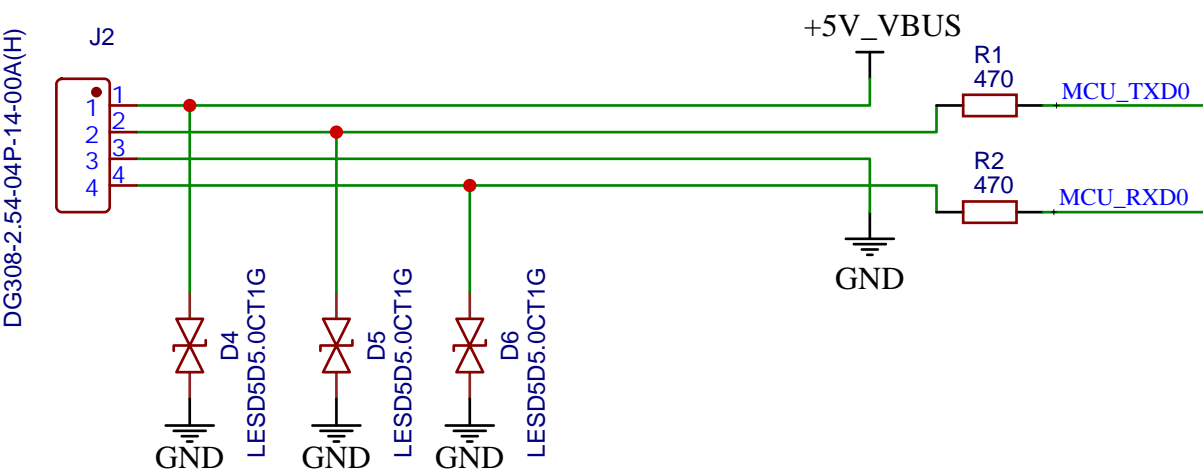 J2
DG308-2.54-04P-14-00A(H)
1
2
3
4
1
2
3
4
+5V_VBUS
R1
470
MCU_TXD0
R2
470
MCU_RXD0
GND
D4
LESD5D5.0CT1G
GND
D5
LESD5D5.0CT1G
GND
D6
LESD5D5.0CT1G
GND